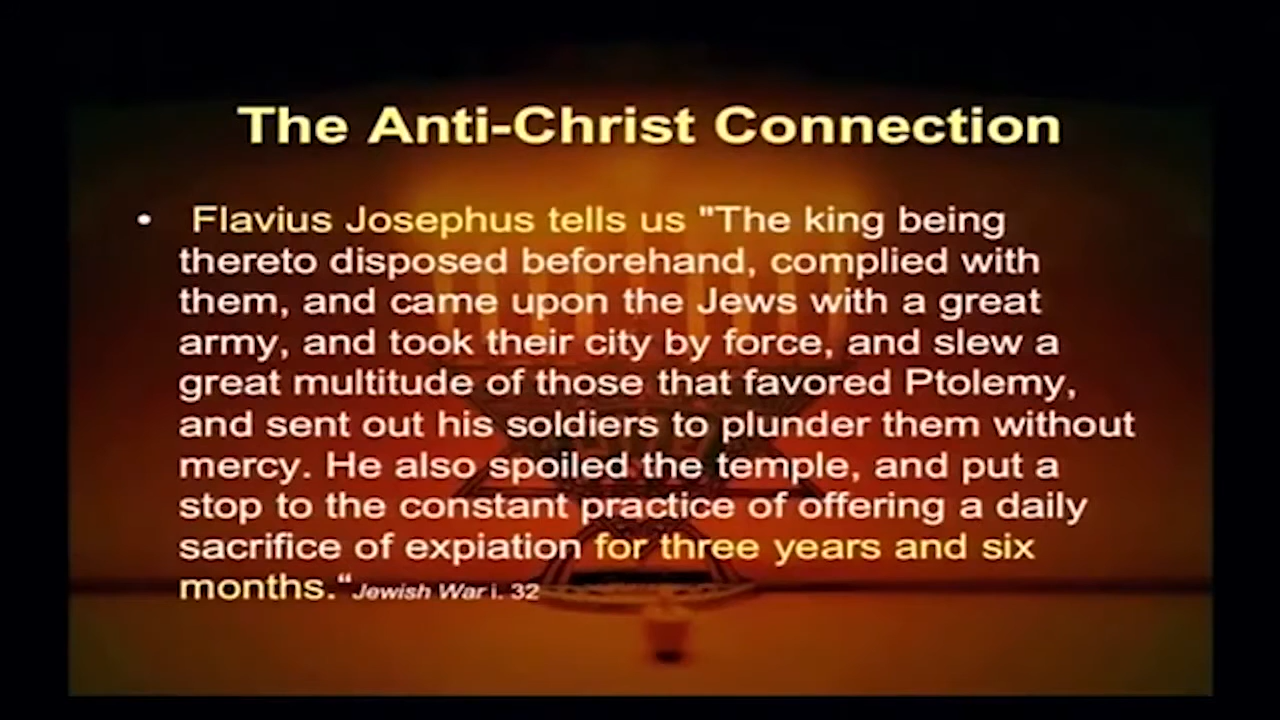 The Anti-Christ Connection
• Flavius Josephus tells us "The king being
thereto disposed beforehand, complied with
them, and came upon the Jews with a great
army, and took their city by force, and slew a
great multitude of those that favored Ptolemy,
and sent out his soldiers to plunder them without
mercy. He also spoiled the temple, and put a
stop to the constant practice of offering a daily
sacrifice of expiation for three years and six
months.“Jewish War i. 32